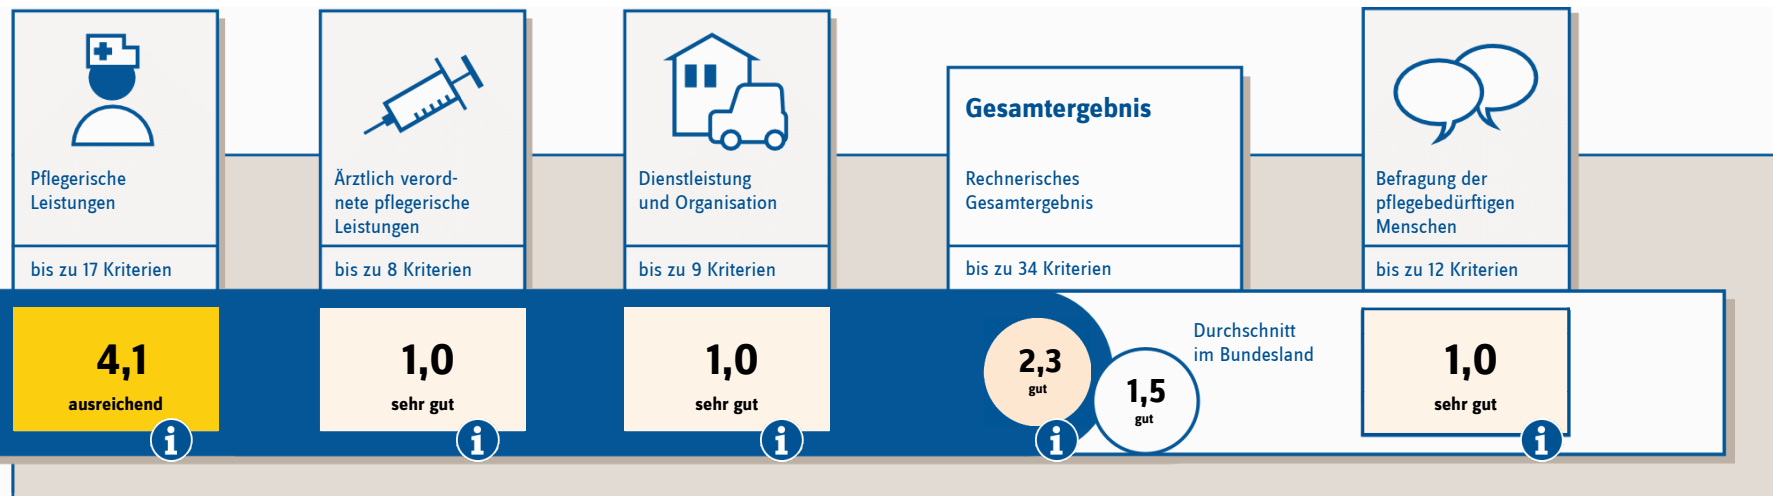 Pflegerische
Leistungen
bis zu 17 Kriterien
4,1
ausreichend
i
Ärztlich verord-
nete pflegerische
Leistungen
bis zu 8 Kriterien
1,0
sehr gut
i
Dienstleistung
und Organisation
bis zu 9 Kriterien
1,0
sehr gut
i
Gesamtergebnis
Rechnerisches
Gesamtergebnis
bis zu 34 Kriterien
2,3
gut
i
1,5
gut
Durchschnitt
im Bundesland
Befragung der
pflegebedürftigen
Menschen
bis zu 12 Kriterien
1,0
sehr gut
i